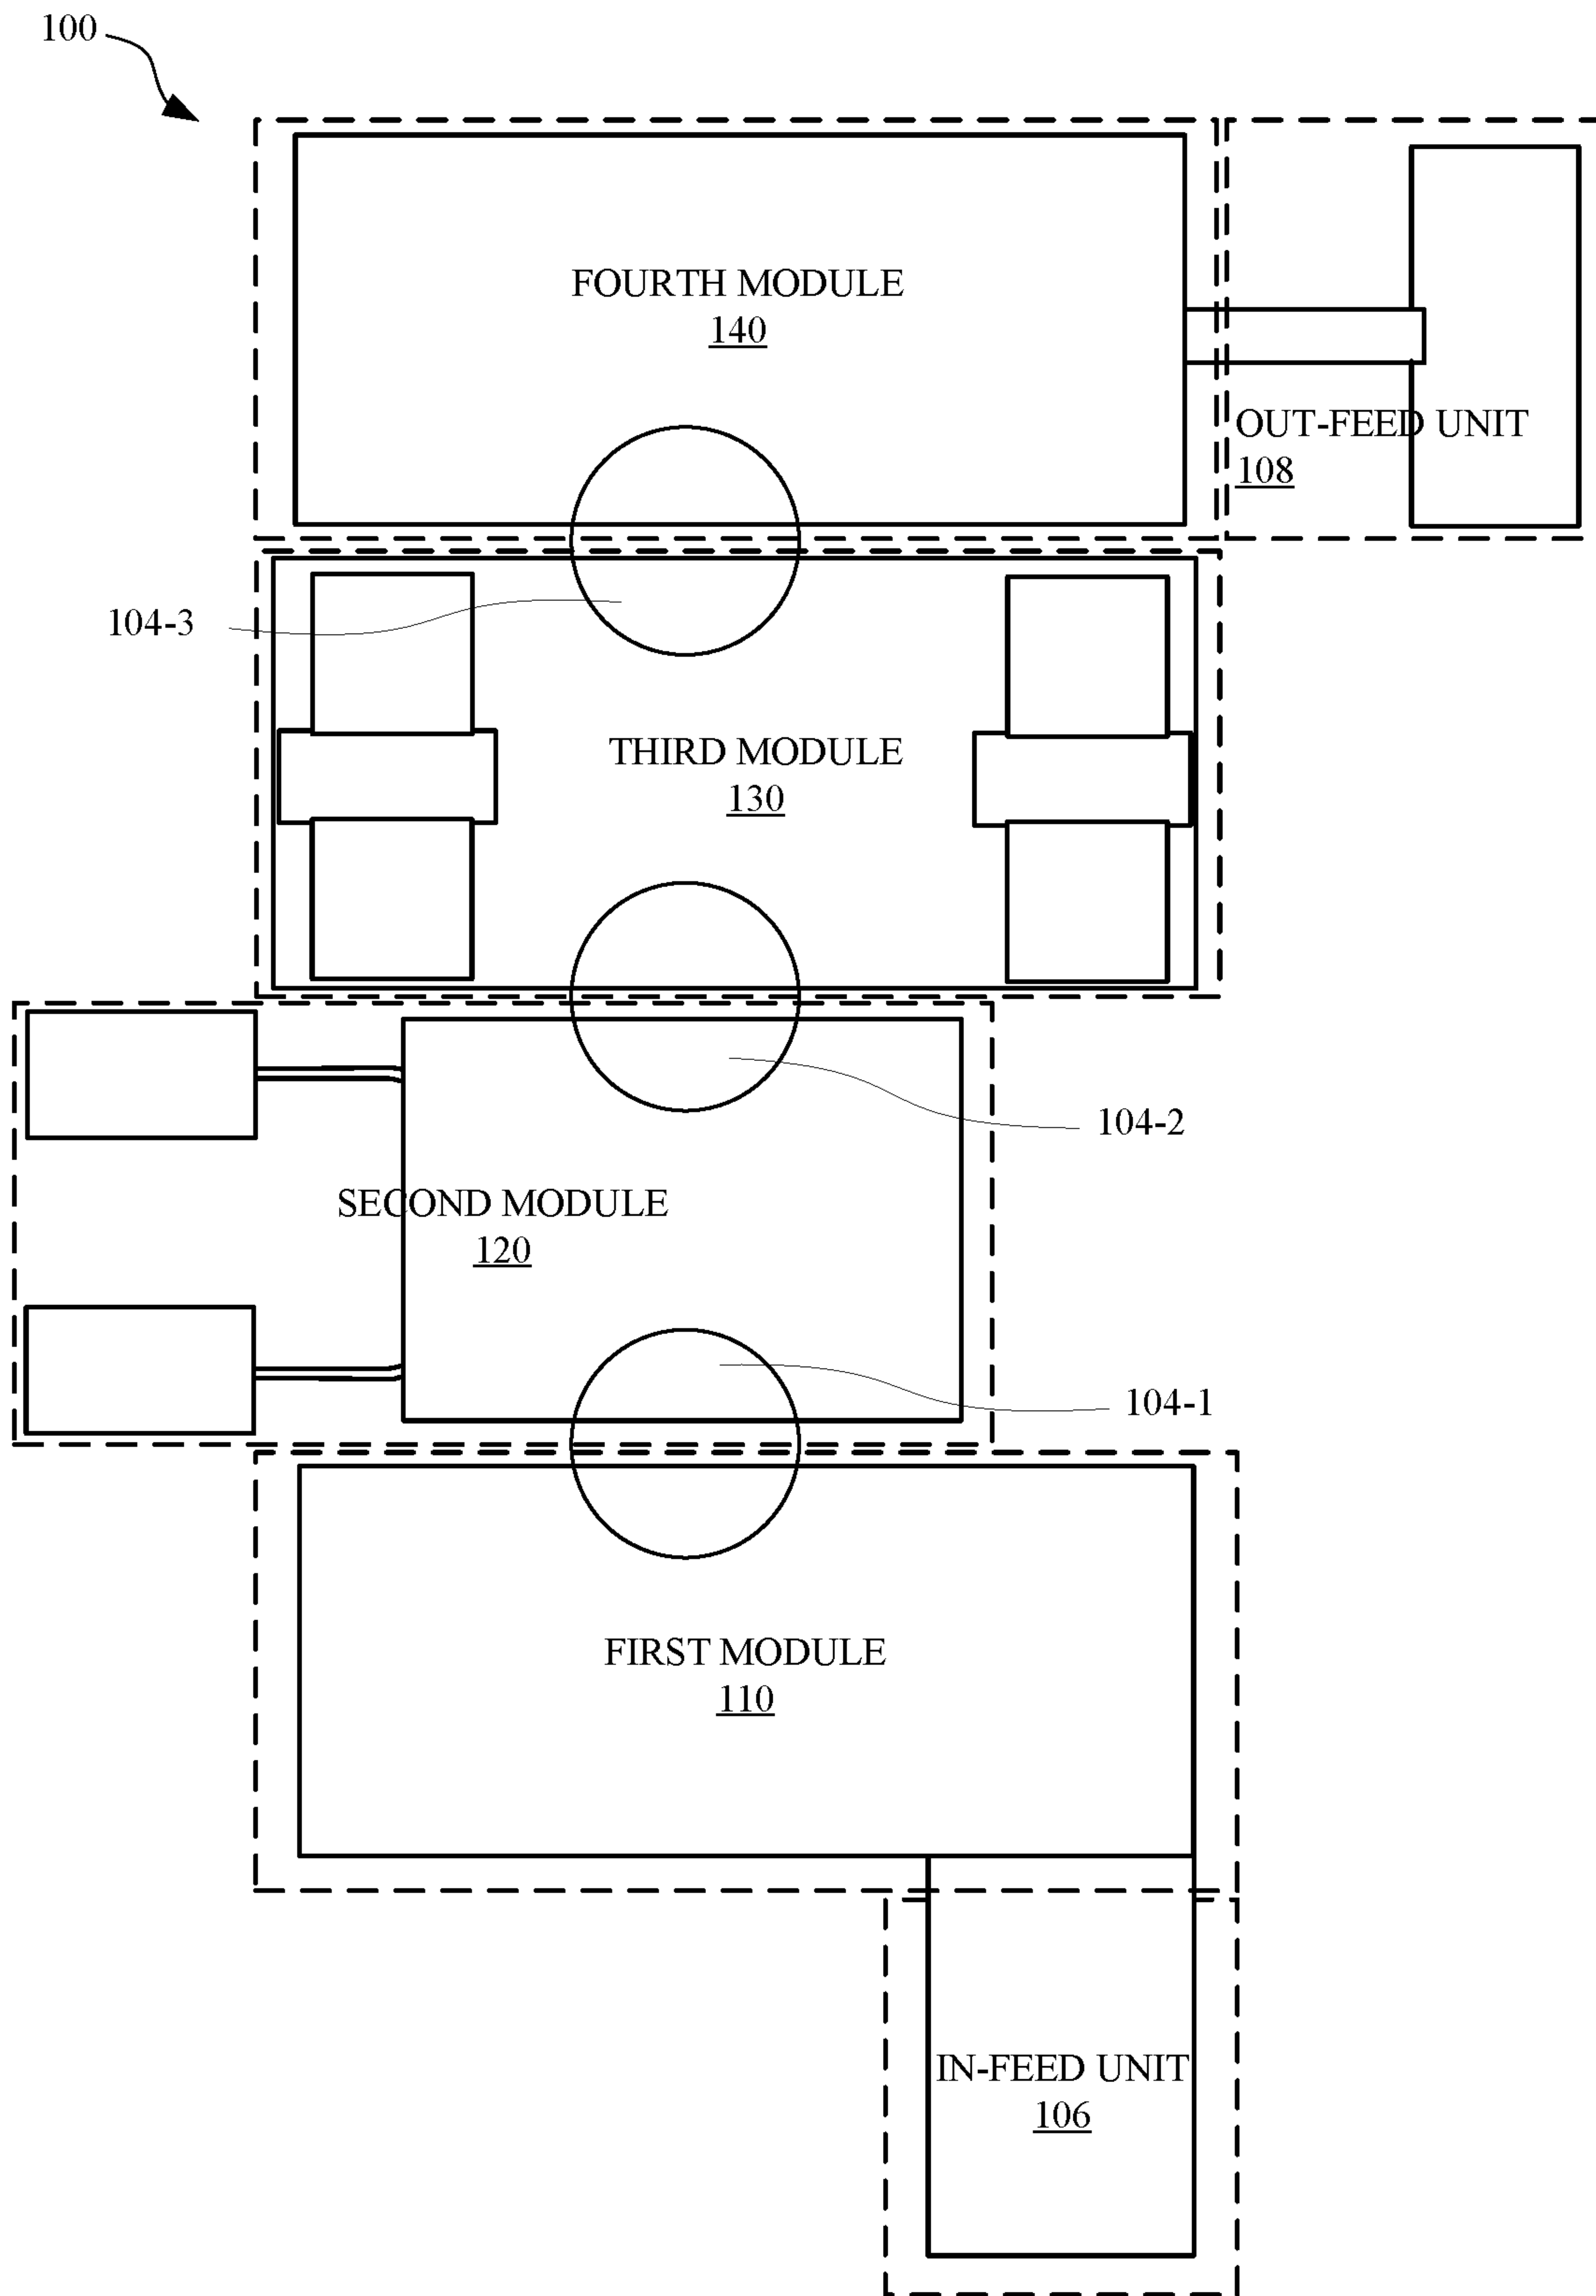 100
FOURTH MODULE
140
OUT-FEED UNIT
108
104-3
THIRD MODULE
130
104-2
SECOND MODULE
120
104-1
FIRST MODULE
110
IN-FEED UNIT
106